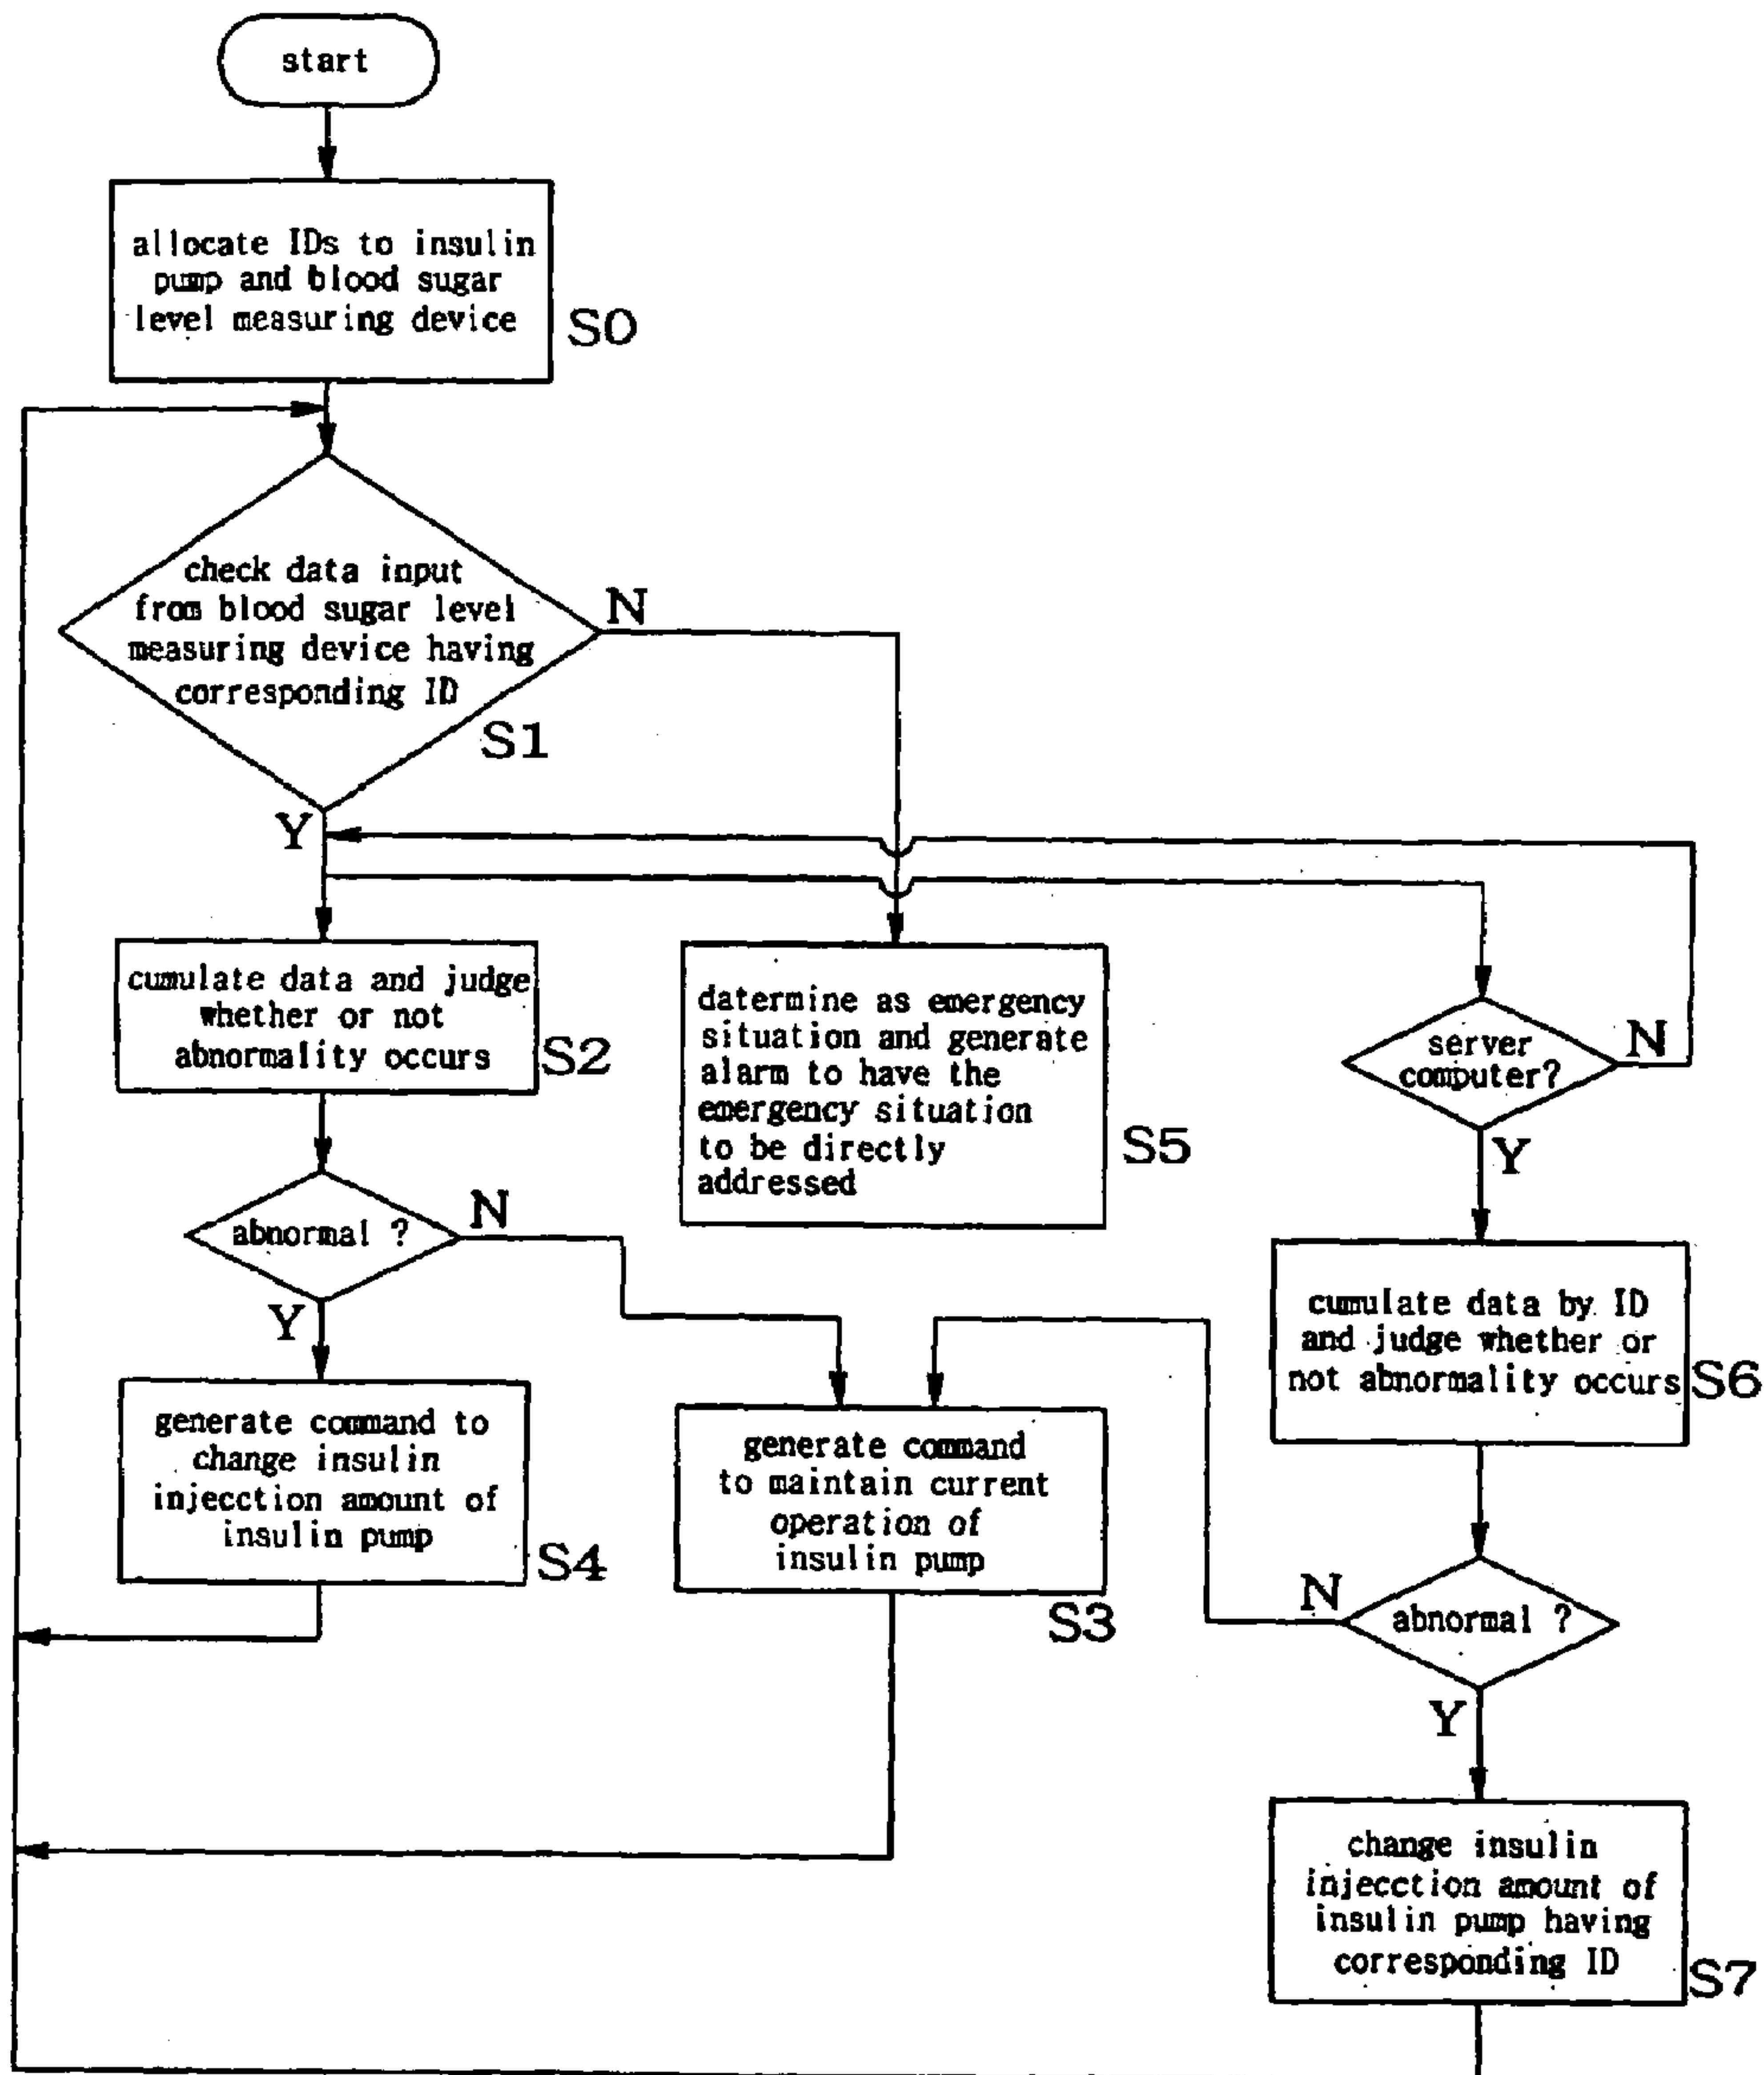 start
allocate IDs to insulin
pump and blood sugar
level measuring device
S0
check data input
from blood sugar level
measuring device having
corresponding ID
N
S1
Y
cumulate data and judge
whether or not
abnormality occurs
S2
datermine as emergency
situation and generate
alarm to have the
emergency situation
to be directly
addressed
S5
server
computer?
N
Y
abnormal ?
N
Y
cumulate data by ID
and judge whether or
not abnormality occurs
S6
generate command to
change insulin
injecction amount of
insulin pump
S4
generate command
to maintain current
operation of
insulin pump
S3
N
abnormal ?
Y
change insulin
injecction amount of
insulin pump having
corresponding ID
S7